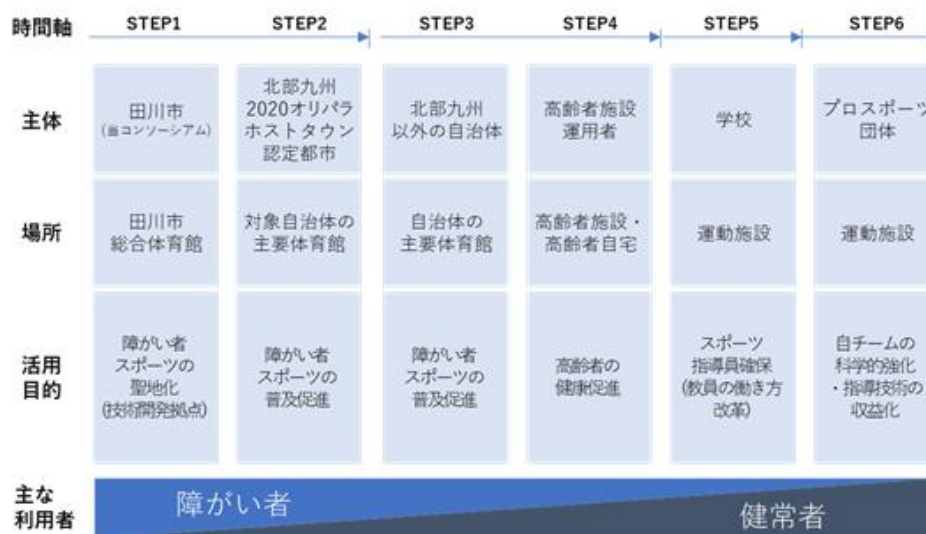 時間軸
STEP1
STEP2
STEP3
STEP4
STEP5
STEP6
主体
田川市
(当コンソーシアム)
北部九州
2020オリパラ
ホストタウン
認定都市
北部九州
以外の自治体
高齢者施設
運用者
学校
プロスポーツ
団体
場所
田川市
総合体育館
対象自治体の
主要体育館
自治体の
主要体育館
高齢者施設・
高齢者自宅
運動施設
運動施設
活用
目的
障がい者
スポーツの
聖地化
(技術開発拠点)
障がい者
スポーツの
普及促進
障がい者
スポーツの
普及促進
高齢者の
健康促進
スポーツ
指導員確保
(教員の働き方
改革)
自チームの
科学的強化
・指導技術の
収益化
主な
利用者
障がい者
健常者